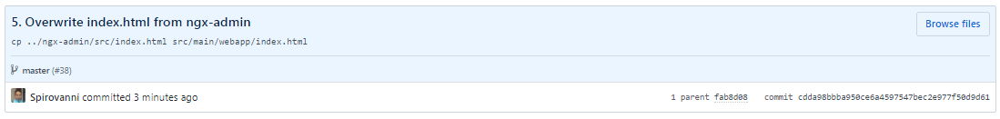 5. Overwrite index.html from ngx-admin
Browse files
cp ../ngx-admin/src/index.html src/main/webapp/index.html
master (#38)
Spirovanni committed 3 minutes ago
1 parent fab8d08 commit cdda98bbba950ce6a4597547bec2e977f50d9d61